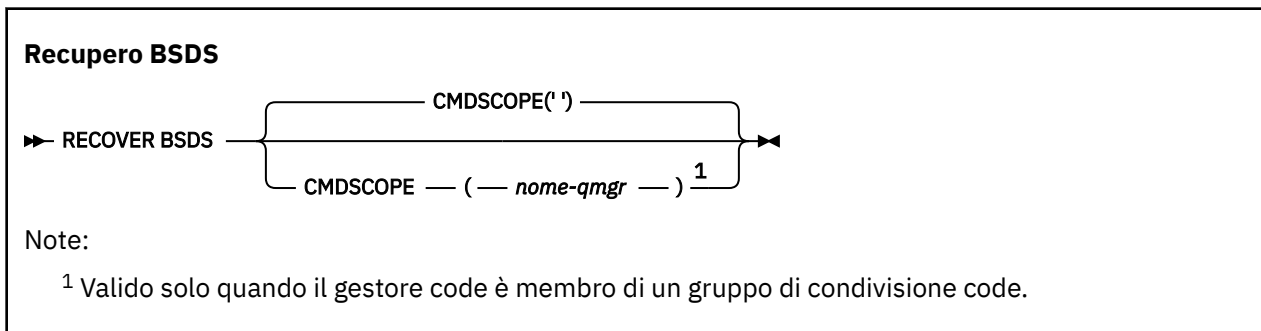 Recupero BSDS
CMDSCOPE(' ')
RECOVER BSDS
CMDSCOPE ( nome-qmgr ) 1
Note:
1 Valido solo quando il gestore code è membro di un gruppo di condivisione code.